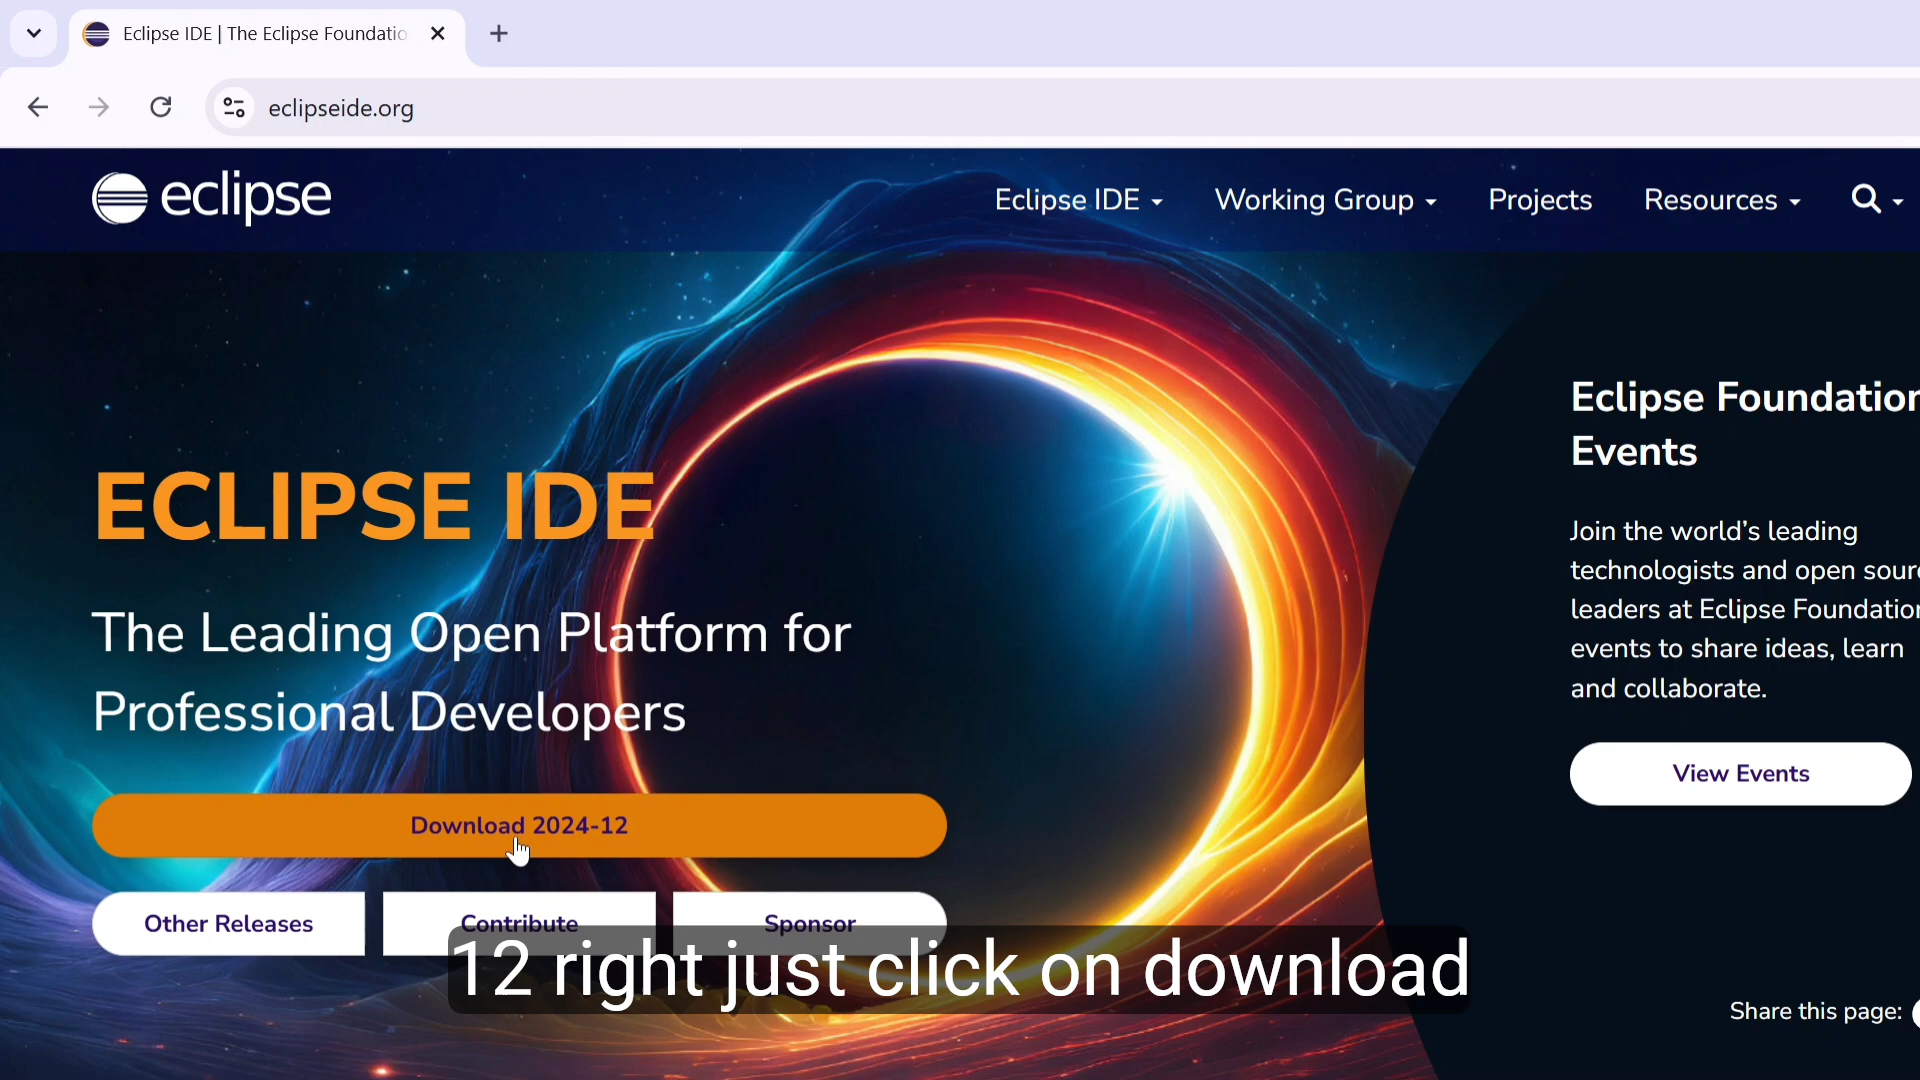 Eclipse IDE | The Eclipse Foundatio
eclipseide.org
eclipse
Eclipse IDE
Working Group
Projects
Resources
ECLIPSE IDE
The Leading Open Platform for
Professional Developers
Download 2024-12
Other Releases
Contribute
Sponsor
Eclipse Foundation
Events
Join the world's leading
technologists and open sour
leaders at Eclipse Foundation
events to share ideas, learn
and collaborate.
View Events
12 right just click on download
Share this page: